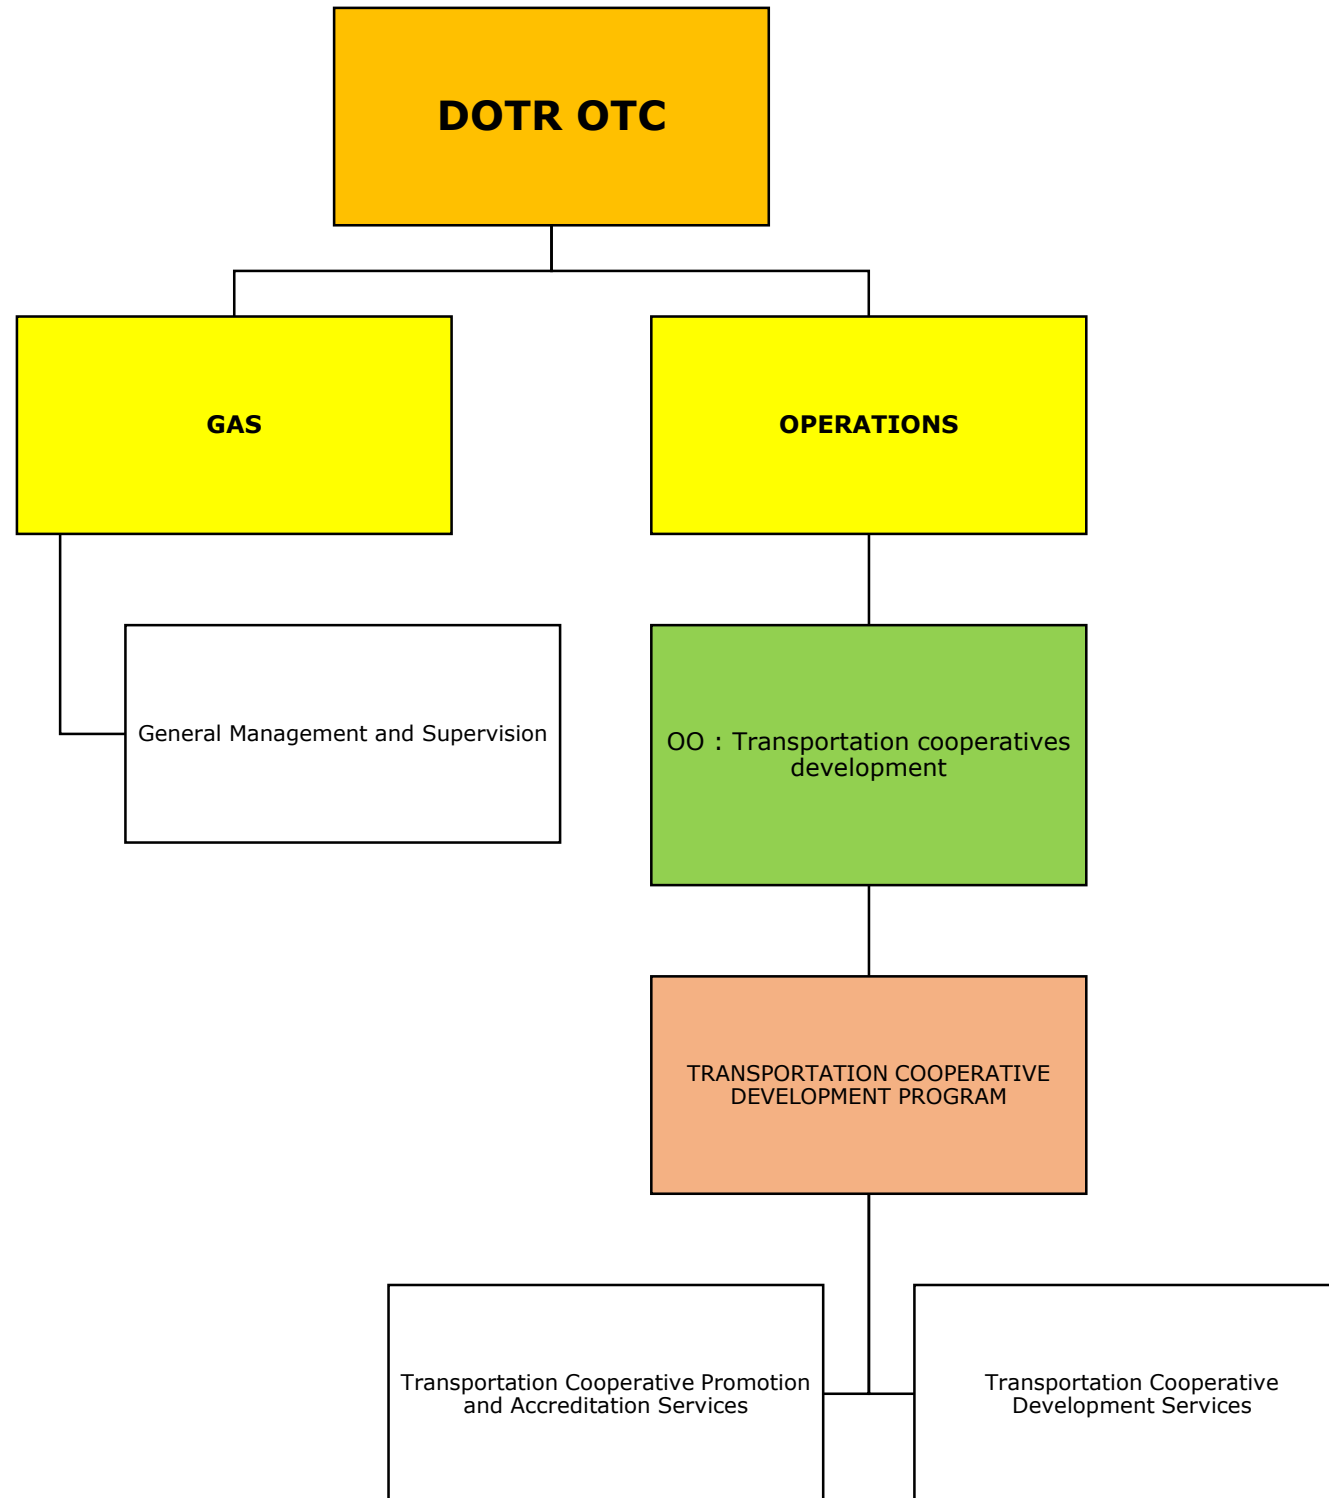 DOTR OTC
GAS
OPERATIONS
General Management and Supervision
OO : Transportation cooperatives
development
TRANSPORTATION COOPERATIVE
DEVELOPMENT PROGRAM
Transportation Cooperative Promotion
and Accreditation Services
Transportation Cooperative
Development Services